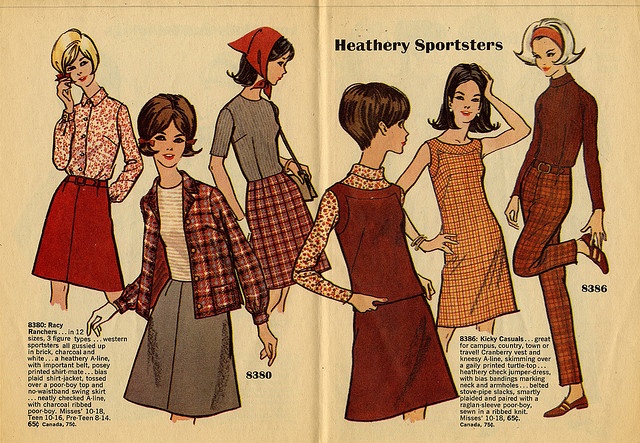 Heathery Sportsters
8380: Racy
Ranchers...in 12
sizes, 3 figure types...western
sportsters all gussied up
in brick, charcoal and
white...a heathery A-line,
with important belt, posey
printed shirt-mate...bias
plaid shirt-jacket, tossed
over a poor-boy top and
no-waistband swing skirt
...neatly checked A-line,
with charcoal ribbed
poor-boy. Misses' 10-18,
Teen 10-16, Pre-Teen 8-14.
65¢ Canada, 75¢.
8380
8386: Kicky Casuals...great
for campus, country, town or
travel! Cranberry vest and
kneesy A-line, skimming over
a gaily printed turtle-top...
heathery check jumper-dress,
with bias bandings marking
neck and armholes...belted
stove-pipe slacks, smartly
plaided and paired with a
raglan-sleeve poor-boy,
sewn in a ribbed knit.
Misses' 10-18, 65¢.
Canada, 75¢.
8386